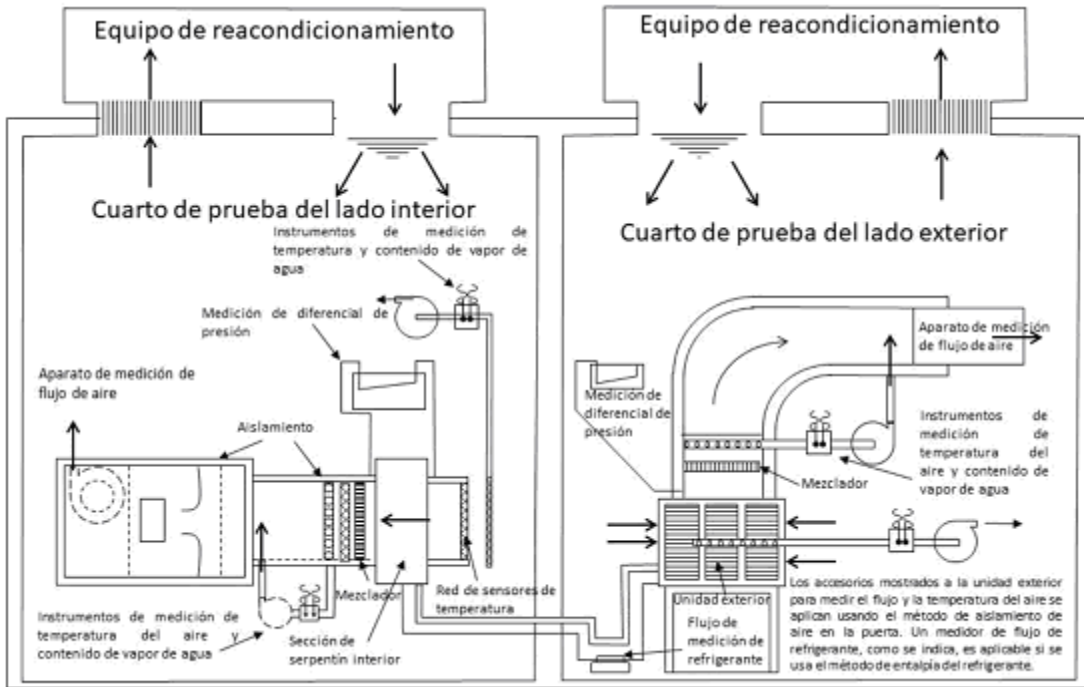 Equipo de reacondicionamiento
Cuarto de prueba del lado interior
Instrumentos de medición de
temperatura y contenido de vapor de
agua
Medición de diferencial de
presión
Aparato de medición de
flujo de aire
Aislamiento
Mezclador
Red de sensores de
temperatura
Instrumentos de medición de
temperatura del aire y
contenido de vapor de agua
Sección de
serpentín interior
Equipo de reacondicionamiento
Cuarto de prueba del lado exterior
Aparato de medición
de flujo de aire
Medición de
diferencial de
presión
Instrumentos de
medición de
temperatura del
aire y contenido de
vapor de agua
Mezclador
Unidad exterior
Flujo de
medición de
refrigerante
Los accesorios mostrados a la unidad exterior
para medir el flujo y la temperatura del aire se
aplican usando el método de aislamiento de
aire en la puerta. Un medidor de flujo de
refrigerante, como se indica, es aplicable si se
usa el método de entalpía del refrigerante.